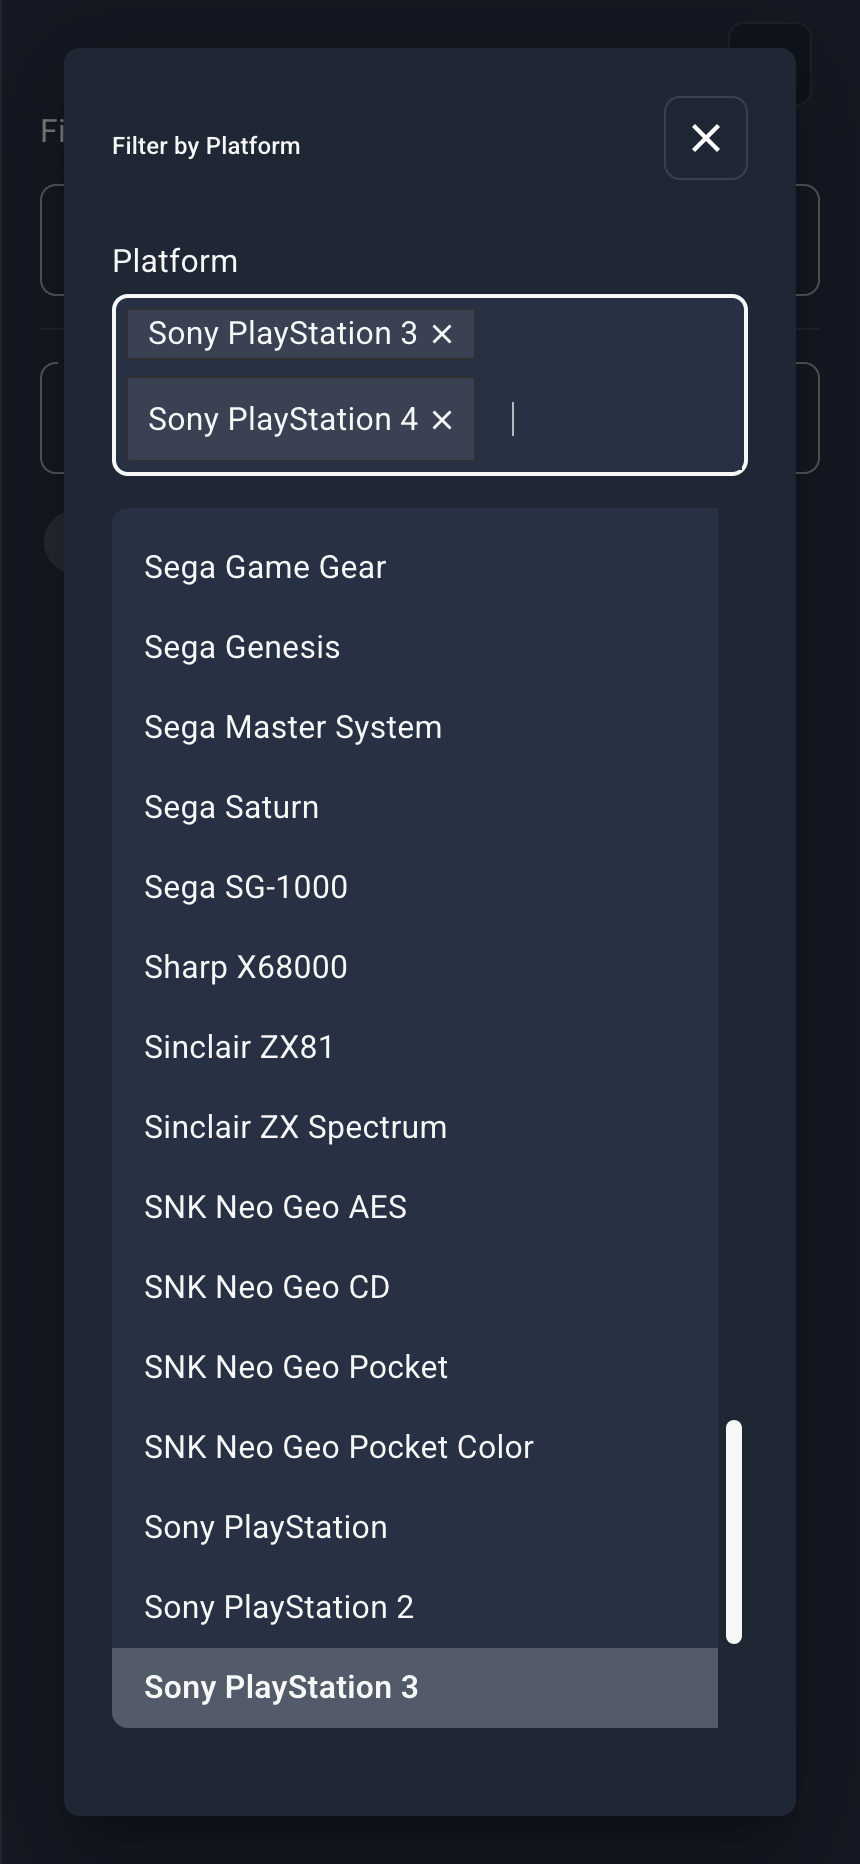 Fi
Filter by Platform
Platform
Sony PlayStation 3
Sony PlayStation 4
Sega Game Gear
Sega Genesis
Sega Master System
Sega Saturn
Sega SG-1000
Sharp X68000
Sinclair ZX81
Sinclair ZX Spectrum
SNK Neo Geo AES
SNK Neo Geo CD
SNK Neo Geo Pocket
SNK Neo Geo Pocket Color
Sony PlayStation
Sony PlayStation 2
Sony PlayStation 3